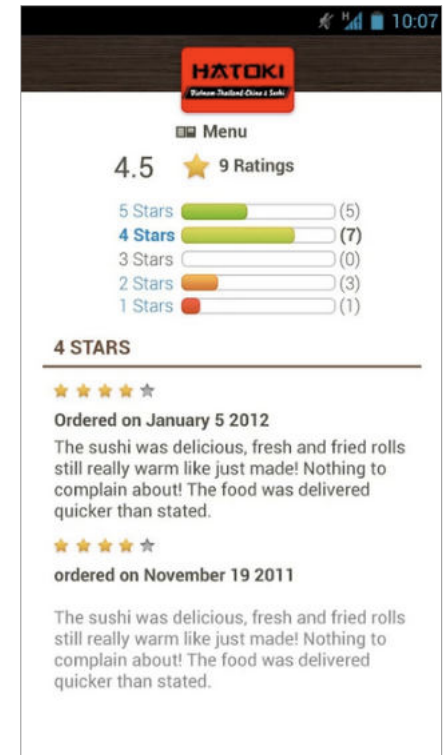 H
10:07
HATOKI
Vietnam-Thailand-China & Sushi
Menu
4.5
9 Ratings
5 Stars (5)
4 Stars (7)
3 Stars (0)
2 Stars (3)
1 Stars (1)
4 STARS
Ordered on January 5 2012
The sushi was delicious, fresh and fried rolls
still really warm like just made! Nothing to
complain about! The food was delivered
quicker than stated.
ordered on November 19 2011
The sushi was delicious, fresh and fried rolls
still really warm like just made! Nothing to
complain about! The food was delivered
quicker than stated.